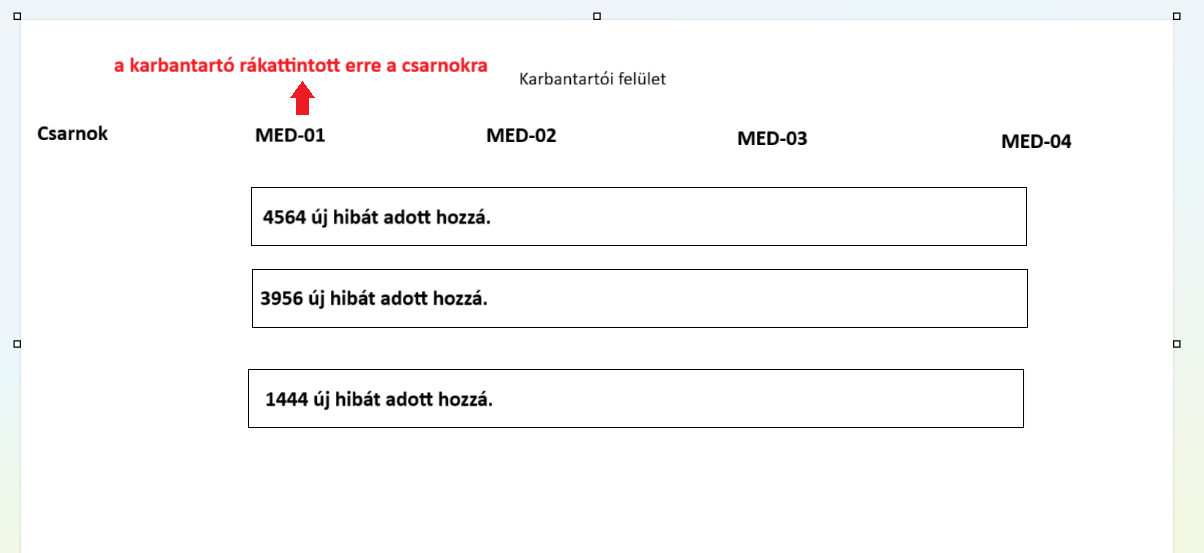 a karbantartó rákattintott erre a csarnokra
Karbantartói felület
Csarnok MED-01 MED-02 MED-03 MED-04
4564 új hibát adott hozzá.
3956 új hibát adott hozzá.
1444 új hibát adott hozzá.